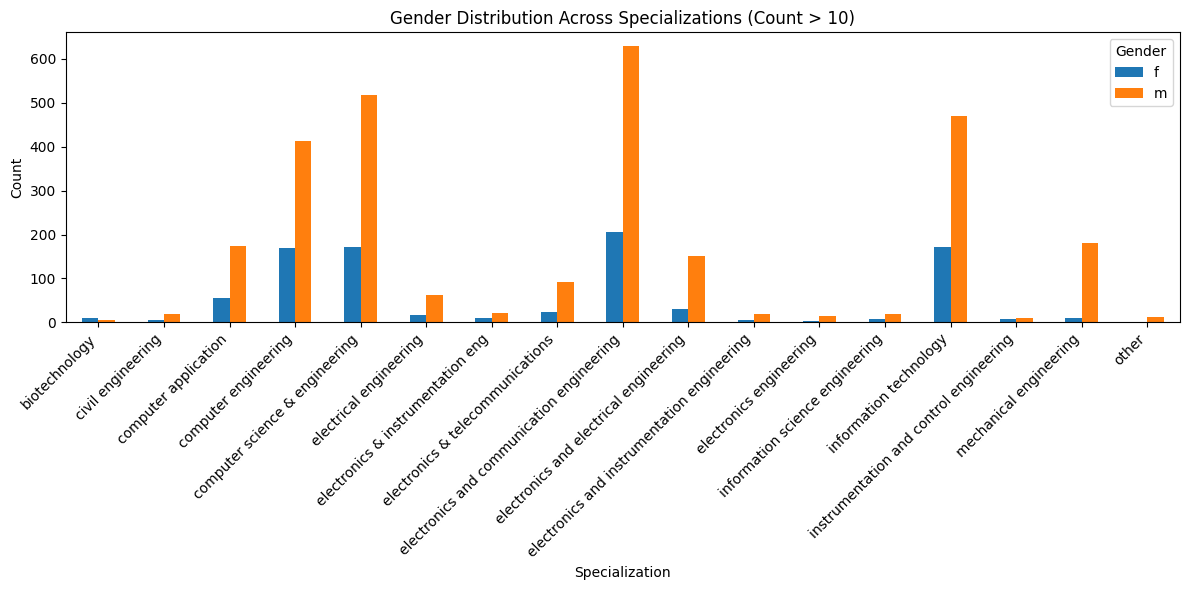 Gender Distribution Across Specializations (Count > 10)
Gender
f
m
Count
600
500
400
300
200
100
0
biotechnology
civil engineering
computer application
computer engineering
computer science & engineering
electrical engineering
electronics & instrumentation eng
electronics & telecommunications
electronics and communication engineering
electronics and electrical engineering
electronics and instrumentation engineering
electronics engineering
information science engineering
information technology
instrumentation and control engineering
mechanical engineering
other
Specialization